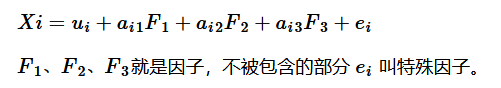 Xi = u_i + a_{i1}F_1 + a_{i2}F_2 + a_{i3}F_3 + e_i
F_1、F_2、F_3就是因子，不被包含的部分 e_i 叫特殊因子。